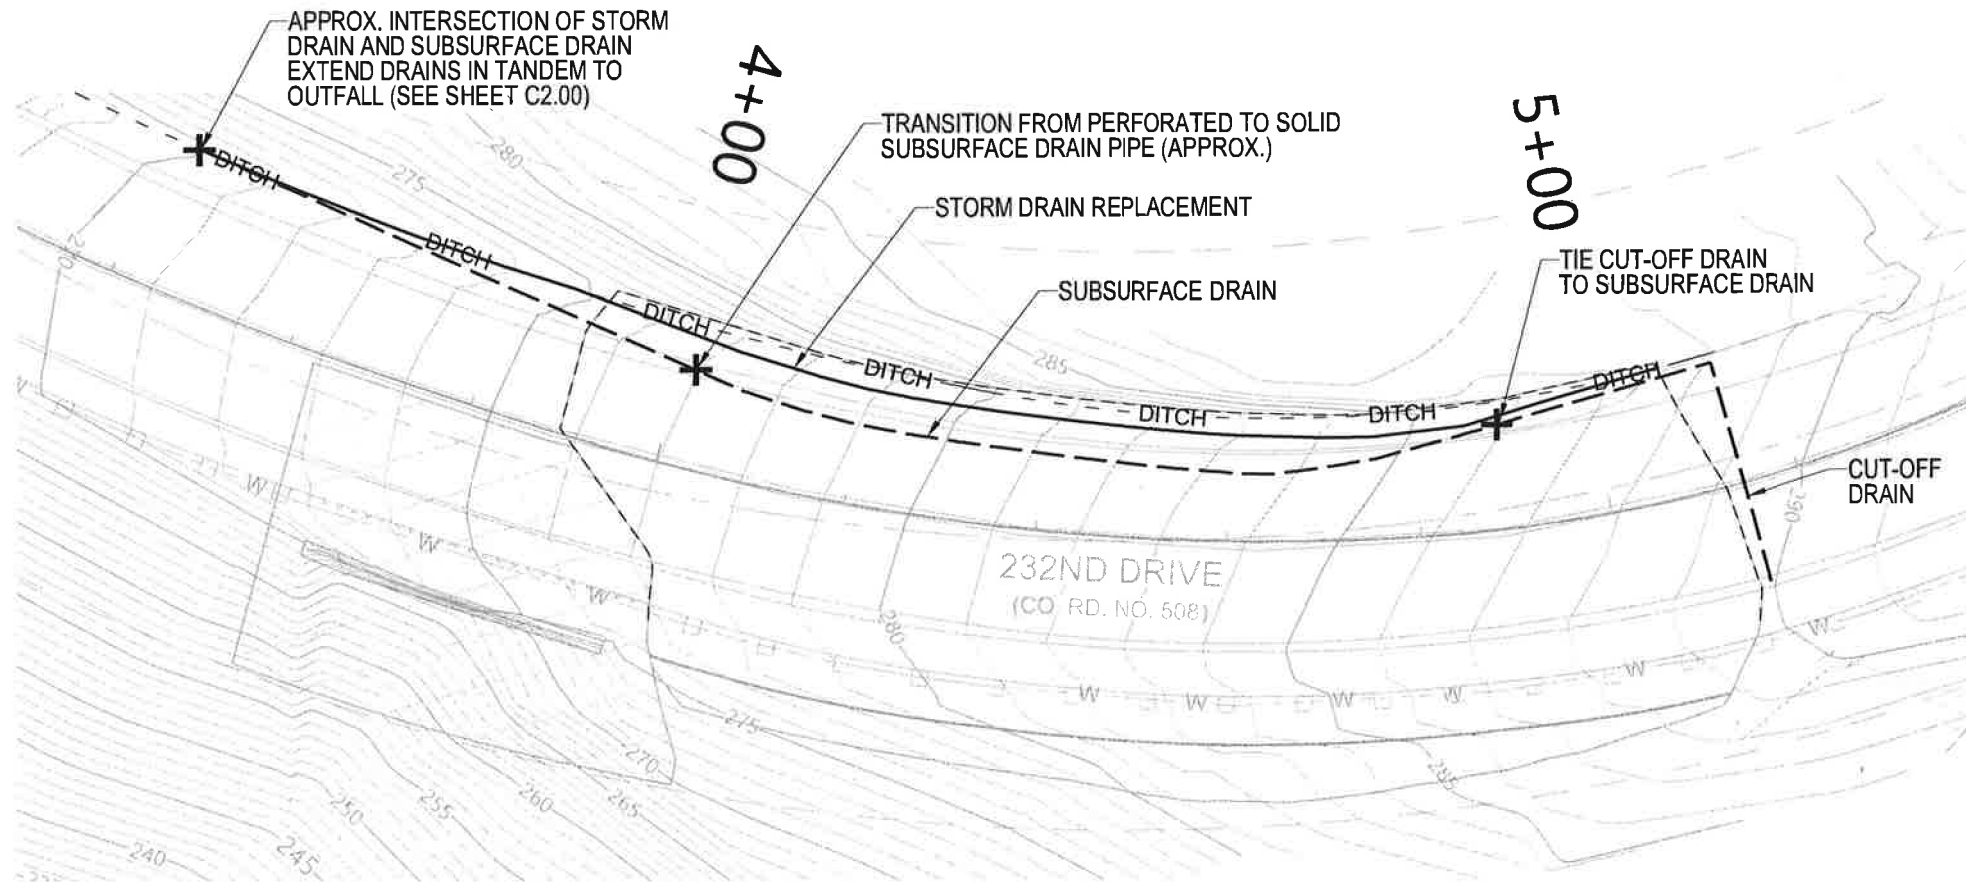 APPROX. INTERSECTION OF STORM
DRAIN AND SUBSURFACE DRAIN
EXTEND DRAINS IN TANDEM TO
OUTFALL (SEE SHEET C2.00)
4+00
TRANSITION FROM PERFORATED TO SOLID
SUBSURFACE DRAIN PIPE (APPROX.)
5+00
STORM DRAIN REPLACEMENT
TIE CUT-OFF DRAIN
TO SUBSURFACE DRAIN
SUBSURFACE DRAIN
CUT-OFF
DRAIN
280
275
285
DITCH
DITCH
DITCH
DITCH
DITCH
DITCH
DITCH
290
232ND DRIVE
(CO. RD. NO. 508)
W
W
W
W
W
W
W
W
W
280
275
270
285
265
260
255
250
245
240